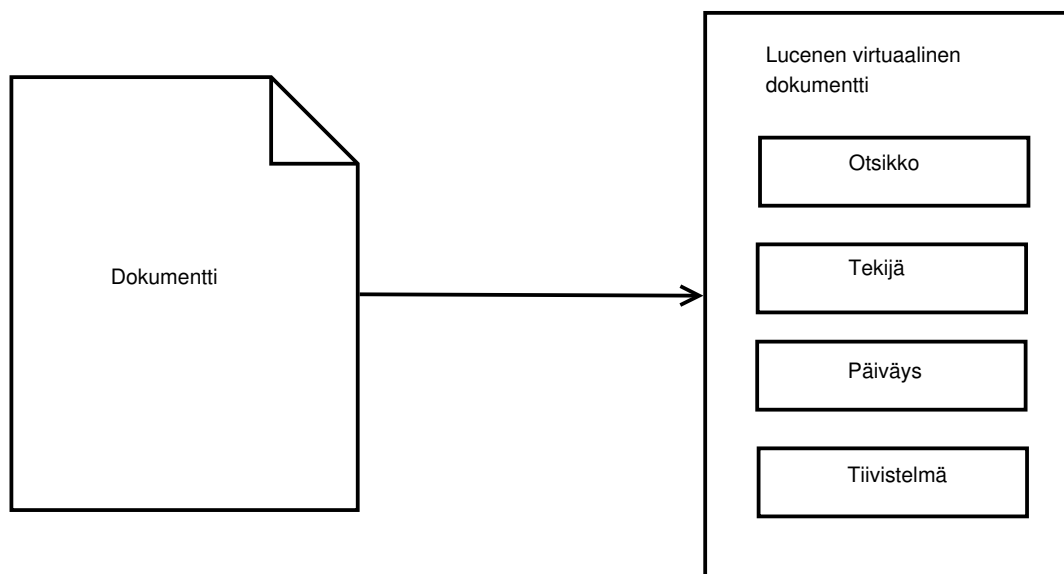 Dokumentti
Lucenen virtuaalinen
dokumentti
Otsikko
Tekijä
Päiväys
Tiivistelmä